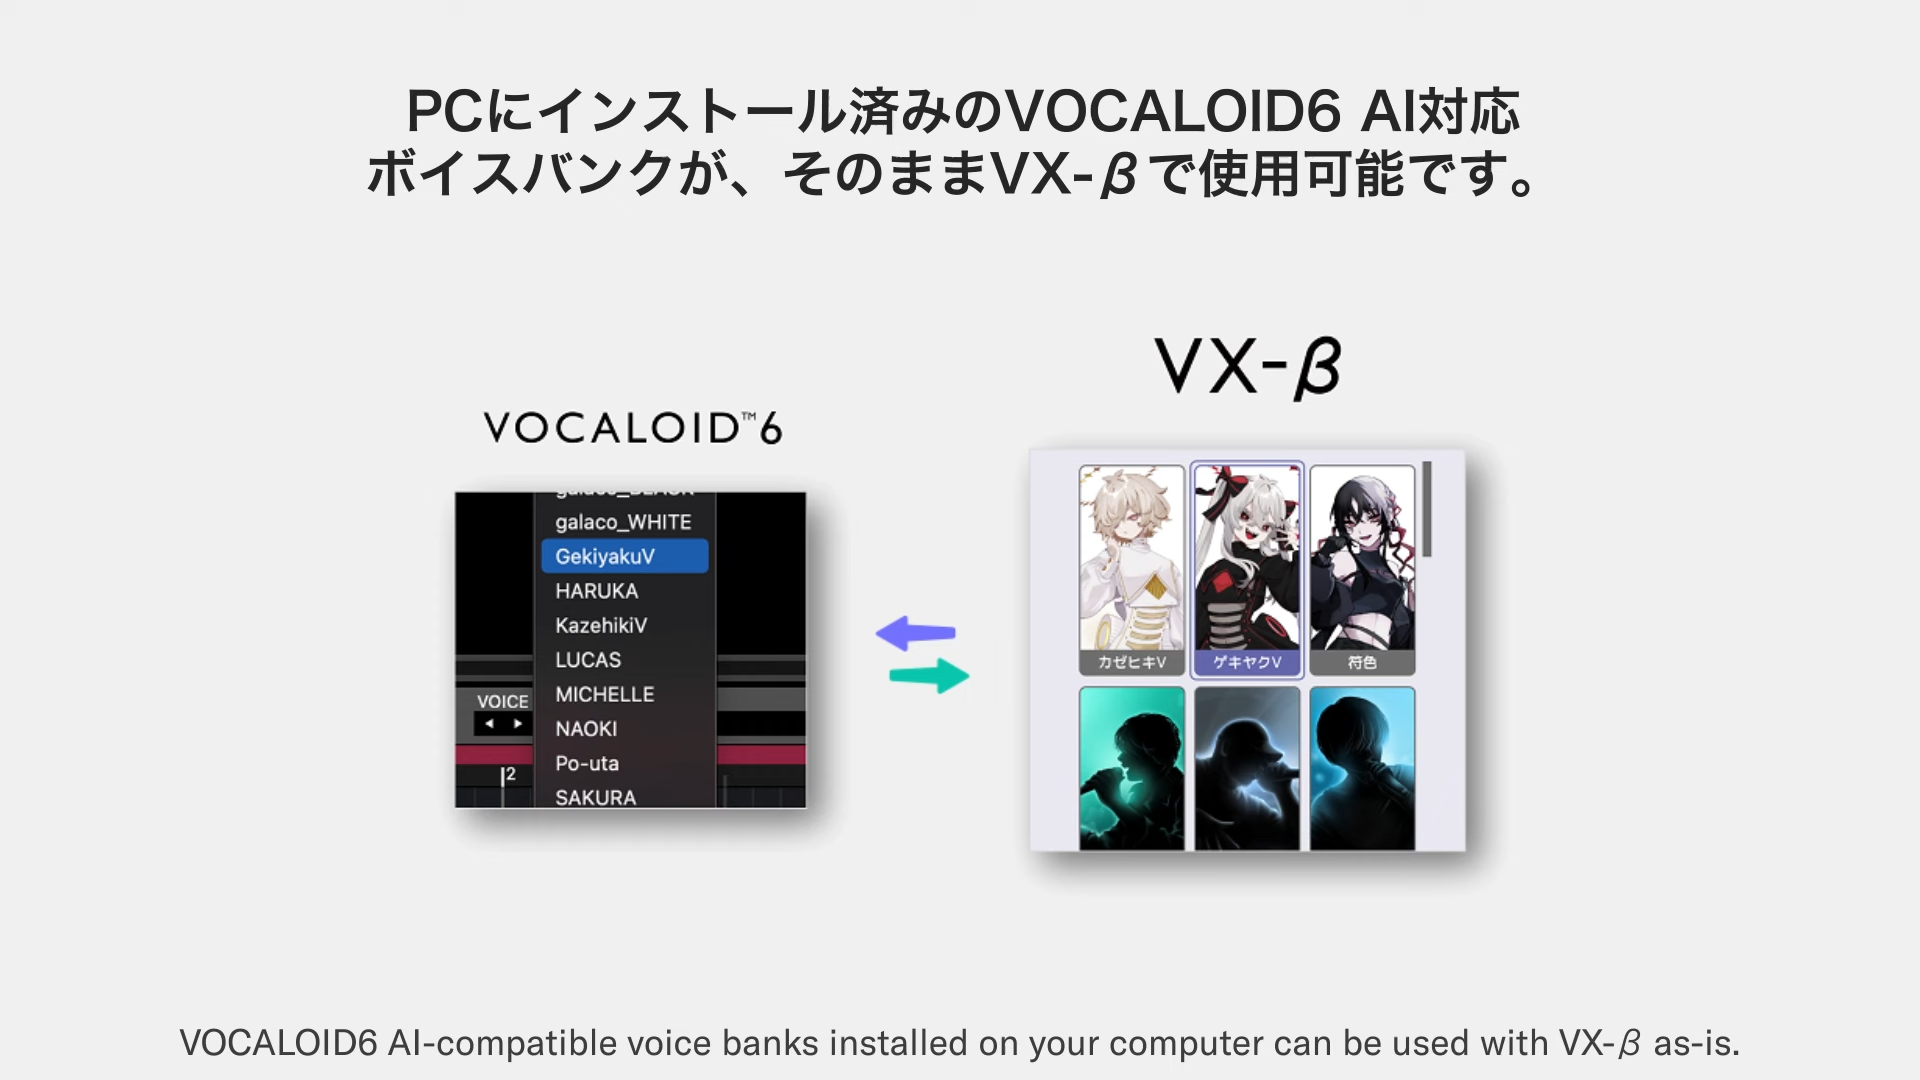 PCにインストール済みのVOCALOID6 AI対応
ボイスバンクが、そのままVX-βで使用可能です。
VX-β
VOCALOID™6
galaco_BLACK
galaco_WHITE
GekiyakuV
HARUKA
KazehikiV
LUCAS
MICHELLE
NAOKI
Po-uta
SAKURA
VOICE
2
カゼヒキV
ゲキヤクV
符色
VOCALOID6 AI-compatible voice banks installed on your computer can be used with VX-β as-is.